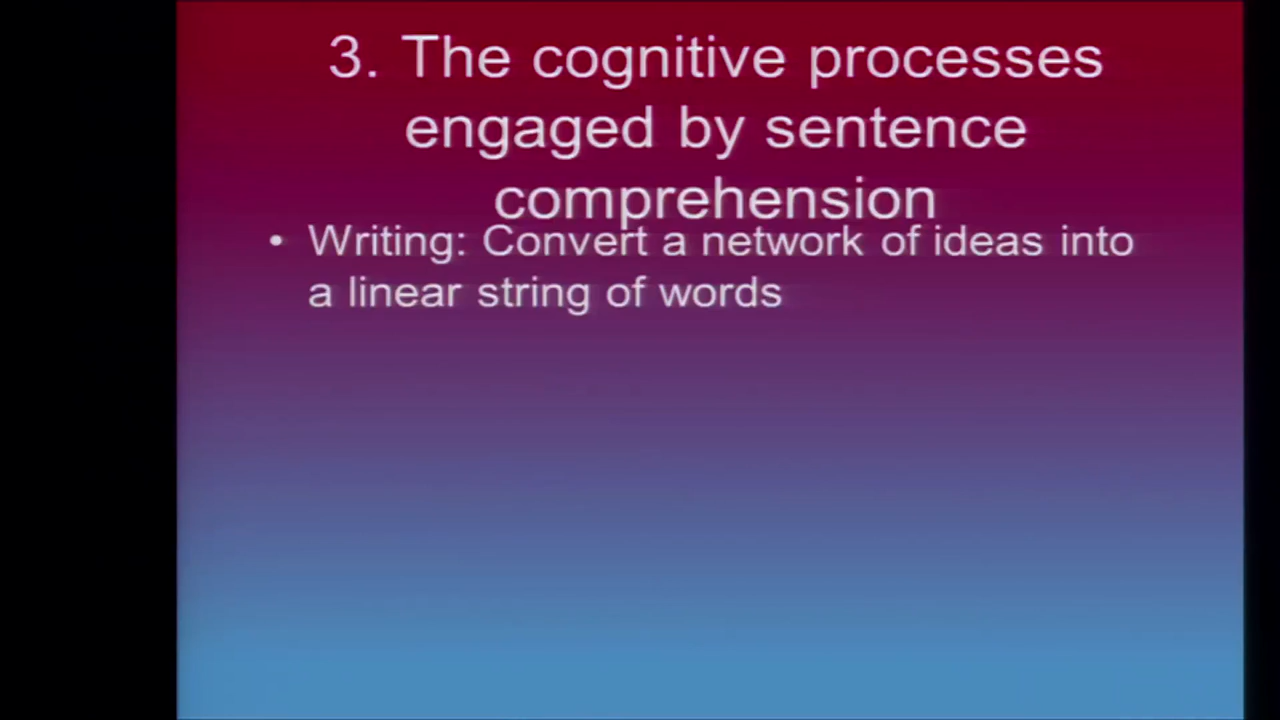 3. The cognitive processes
engaged by sentence
comprehension
• Writing: Convert a network of ideas into
a linear string of words